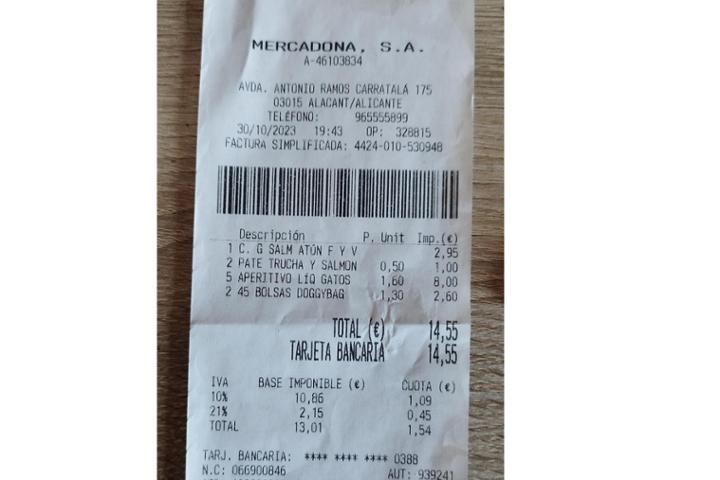 MERCADONA, S.A.
A-46103834
AVDA. ANTONIO RAMOS CARRATALÁ 175
03015 ALACANT/ALICANTE
TELÉFONO: 965555899
30/10/2023 19:43 OP: 328815
FACTURA SIMPLIFICADA: 4424-010-530948
Descripción P. Unit Imp.(€)
1 C. G SALM ATÚN F Y V 2,95
2 PATE TRUCHA Y SALMON 0,50 1,00
5 APERITIVO LÍQ GATOS 1,60 8,00
2 45 BOLSAS DOGGYBAG 1,30 2,60
TOTAL (€) 14,55
TARJETA BANCARIA 14,55
IVA BASE IMPONIBLE (€) CUOTA (€)
10% 10,86 1,09
21% 2,15 0,45
TOTAL 13,01 1,54
TARJ. BANCARIA: **** **** **** 0388
N.C: 066900846 AUT: 939241